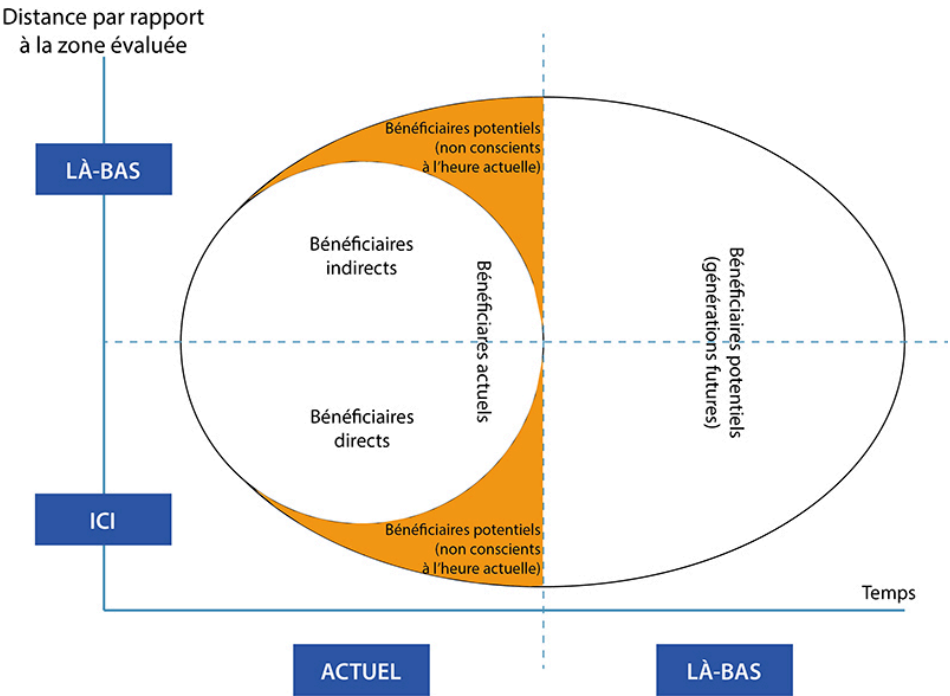 Distance par rapport
à la zone évaluée
LÀ-BAS
Bénéficiaires potentiels
(non conscients
à l'heure actuelle)
Bénéficiaires
indirects
Bénéficiares actuels
Bénéficiaires potentiels
(générations futures)
Bénéficiaires
directs
ICI
Bénéficiaires potentiels
(non conscients
à l'heure actuelle)
Temps
ACTUEL
LÀ-BAS